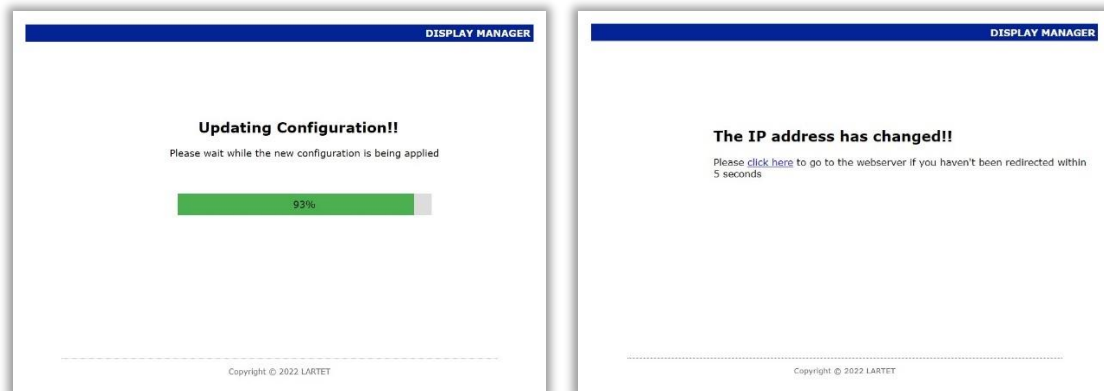 DISPLAY MANAGER
Updating Configuration!!
Please wait while the new configuration is being applied
93%
Copyright © 2022 LARTET
DISPLAY MANAGER
The IP address has changed!!
Please click here to go to the webserver if you haven't been redirected within
5 seconds
Copyright © 2022 LARTET